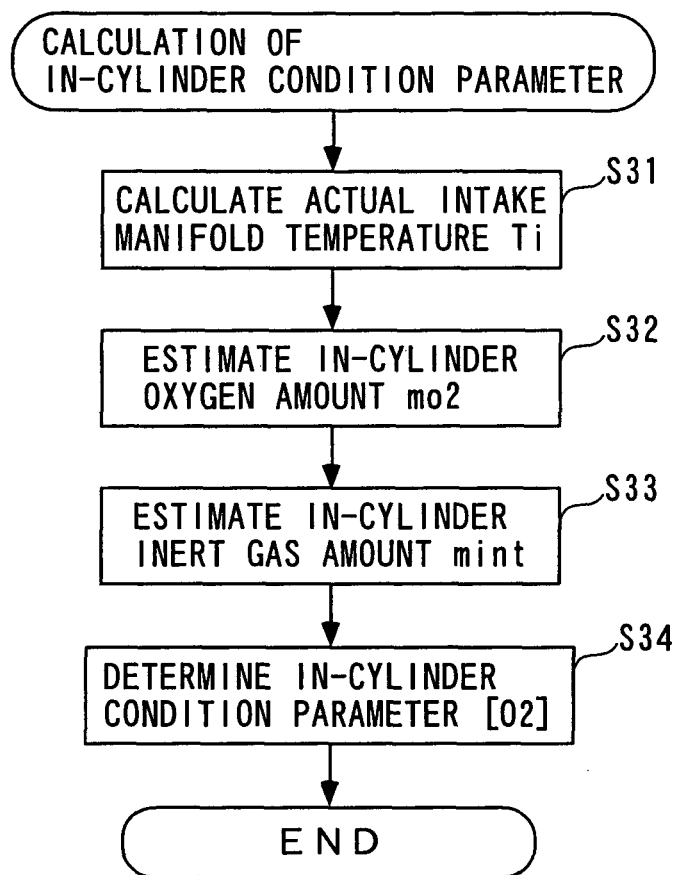 CALCULATION OF
IN-CYLINDER CONDITION PARAMETER
S31
CALCULATE ACTUAL INTAKE
MANIFOLD TEMPERATURE Ti
S32
ESTIMATE IN-CYLINDER
OXYGEN AMOUNT mo2
S33
ESTIMATE IN-CYLINDER
INERT GAS AMOUNT mint
S34
DETERMINE IN-CYLINDER
CONDITION PARAMETER [O2]
END